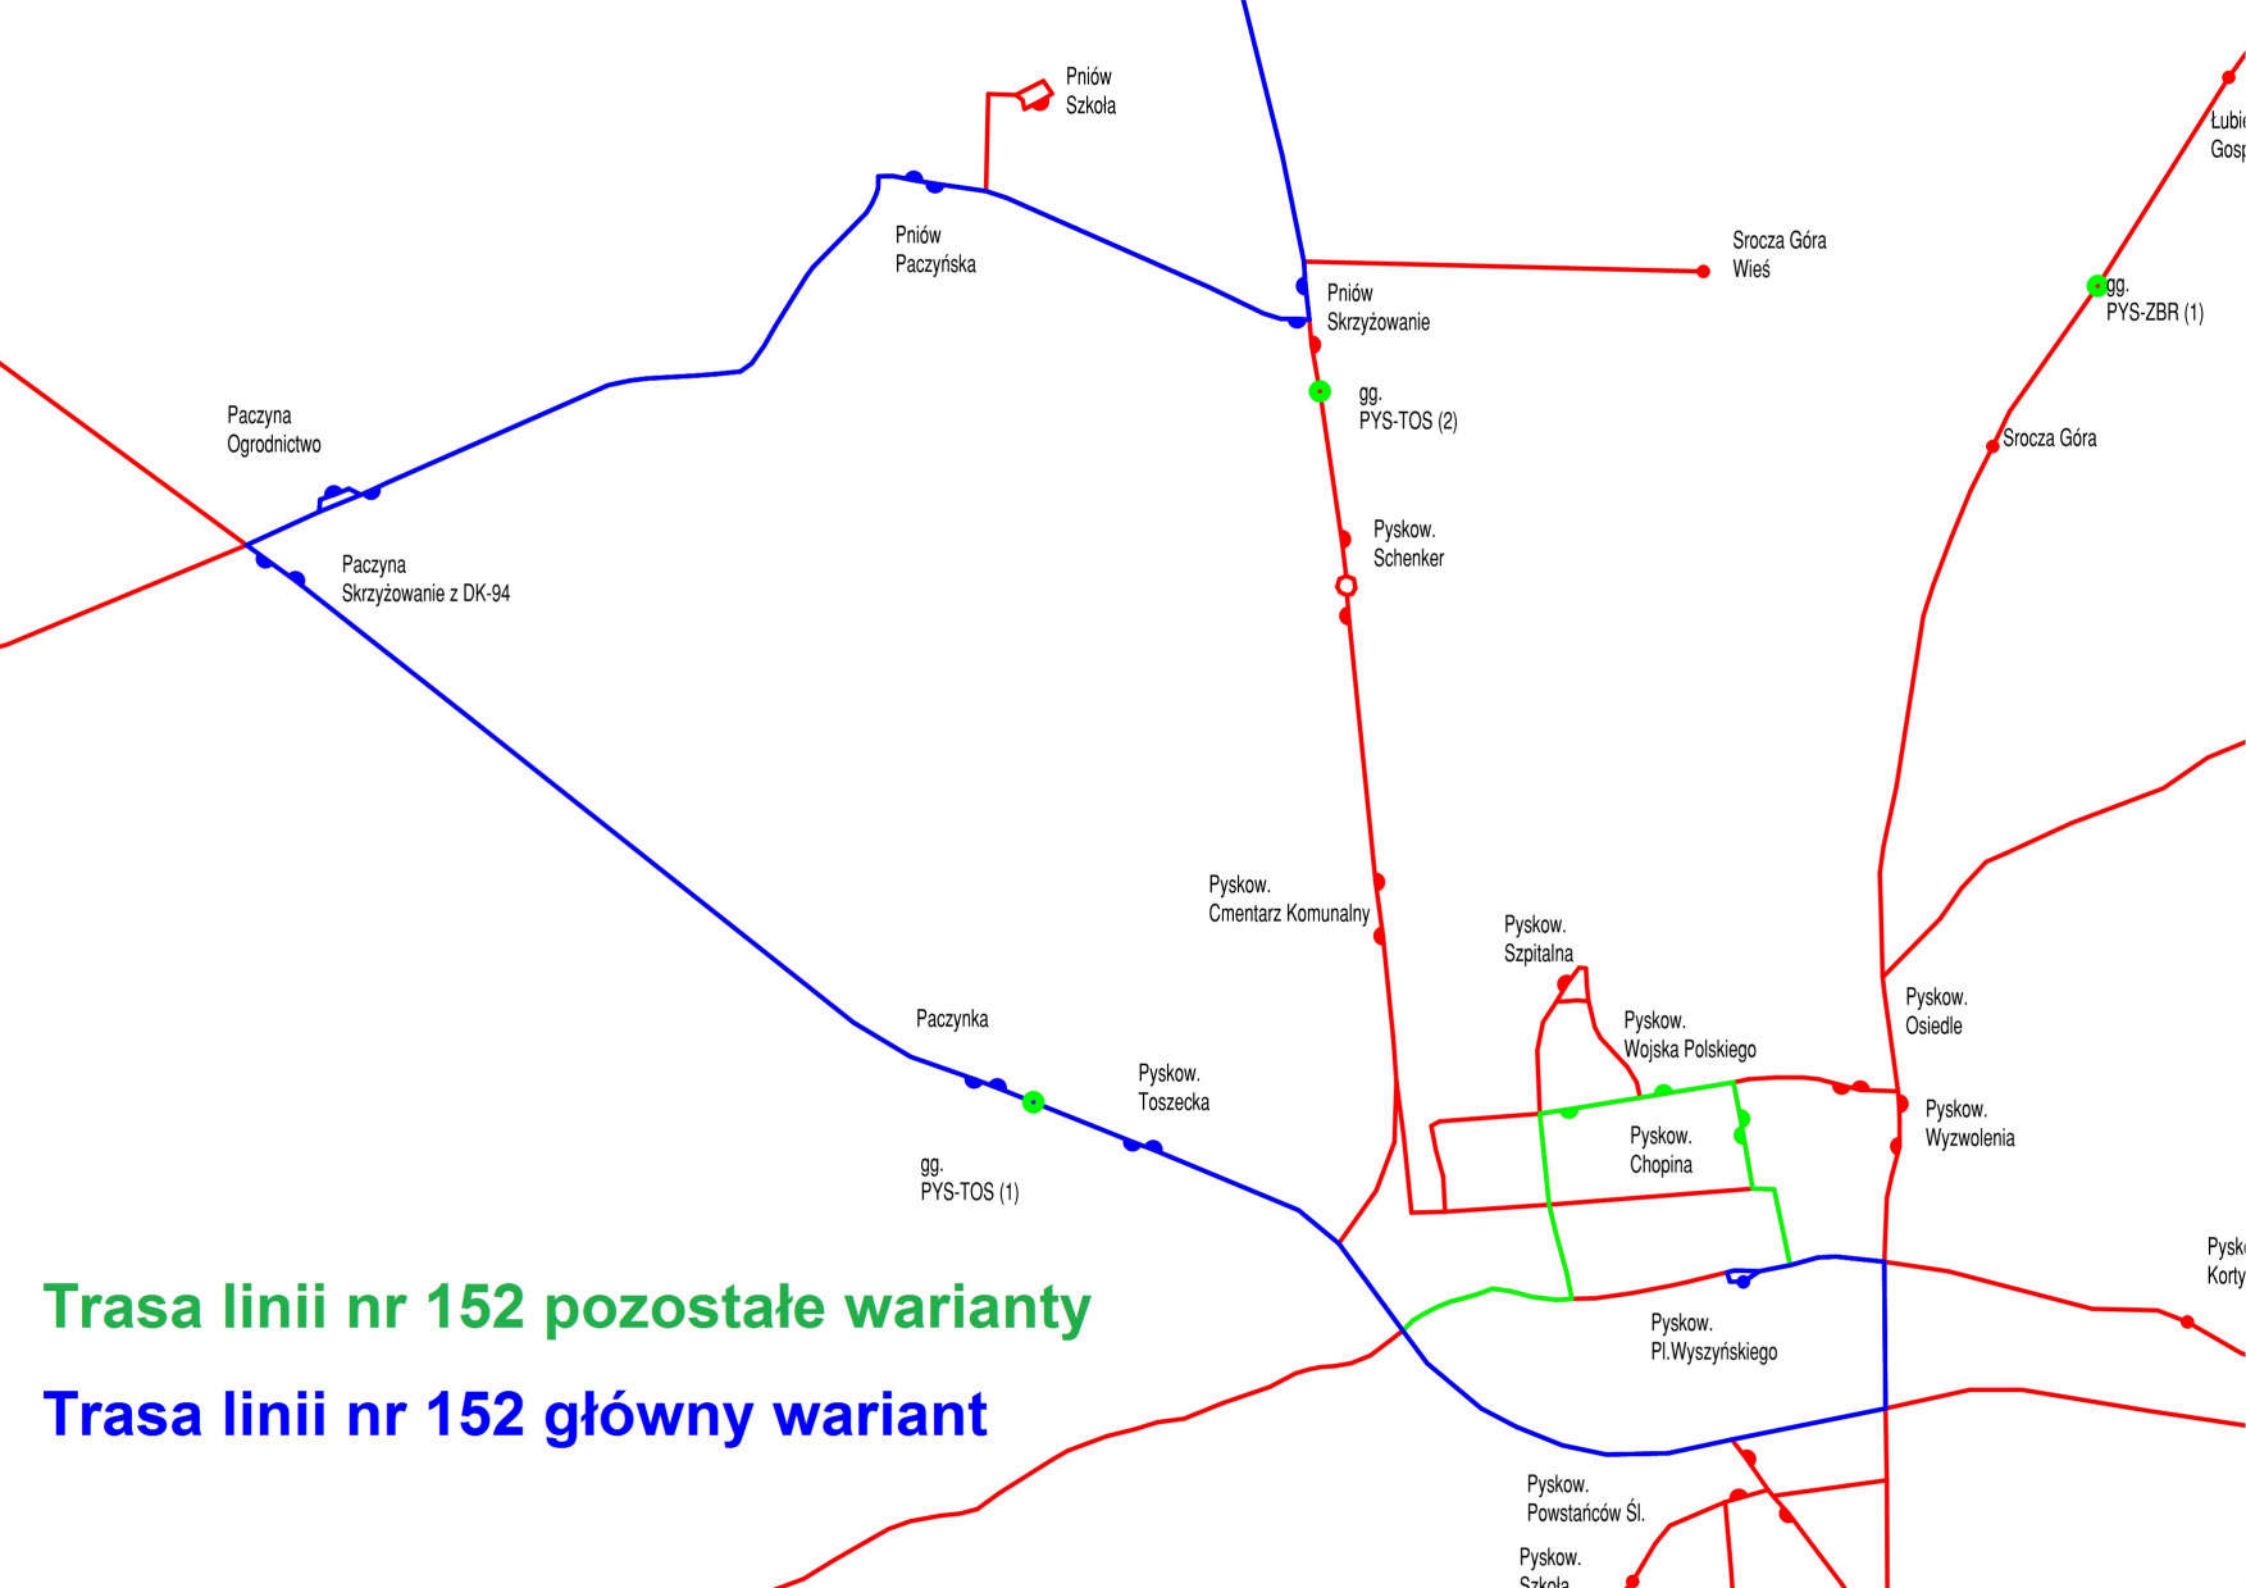 Pniów
Szkoła
Pniów
Paczyńska
Srocza Góra
Wieś
Pniów
Skrzyżowanie
gg.
PYS-ZBR (1)
gg.
PYS-TOS (2)
Paczyna
Ogrodnictwo
Srocza Góra
Pyskow.
Schenker
Paczyna
Skrzyżowanie z DK-94
Pyskow.
Cmentarz Komunalny
Pyskow.
Szpitalna
Pyskow.
Osiedle
Paczynka
Pyskow.
Wojska Polskiego
Pyskow.
Toszecka
Pyskow.
Wyzwolenia
Pyskow.
Chopina
gg.
PYS-TOS (1)
Trasa linii nr 152 pozostałe warianty
Pyskow.
Pl.Wyszyńskiego
Trasa linii nr 152 główny wariant
Pyskow.
Powstańców Śl.
Pyskow.
Szkoła